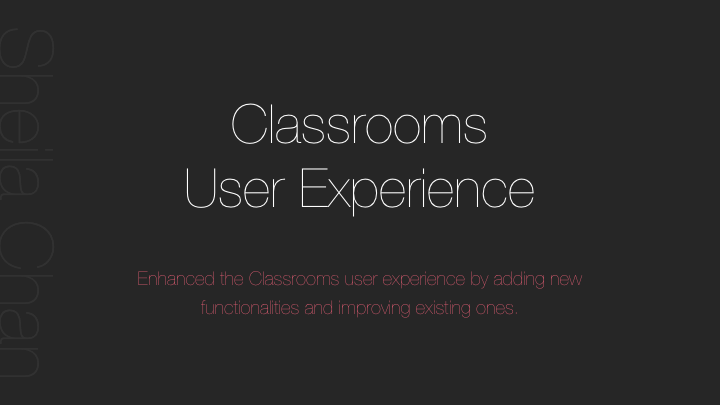 Sheila Chan
Classrooms
User Experience
Enhanced the Classrooms user experience by adding new
functionalities and improving existing ones.